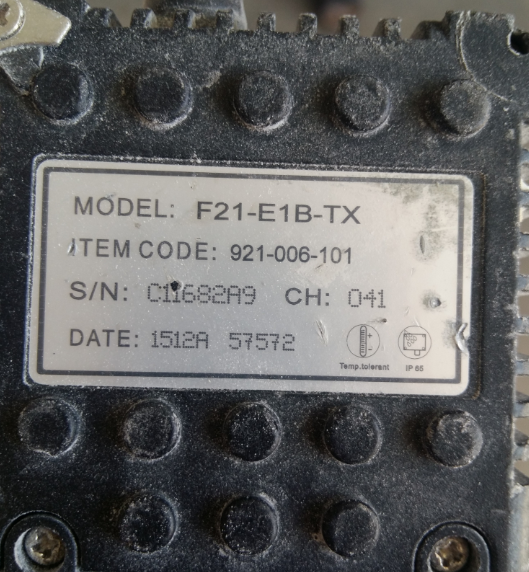 MODEL: F21-E1B-TX
ITEM CODE: 921-006-101
S/N: C11682A9 CH: 041
DATE: 1512A 57572
Temp.tolerant IP 65